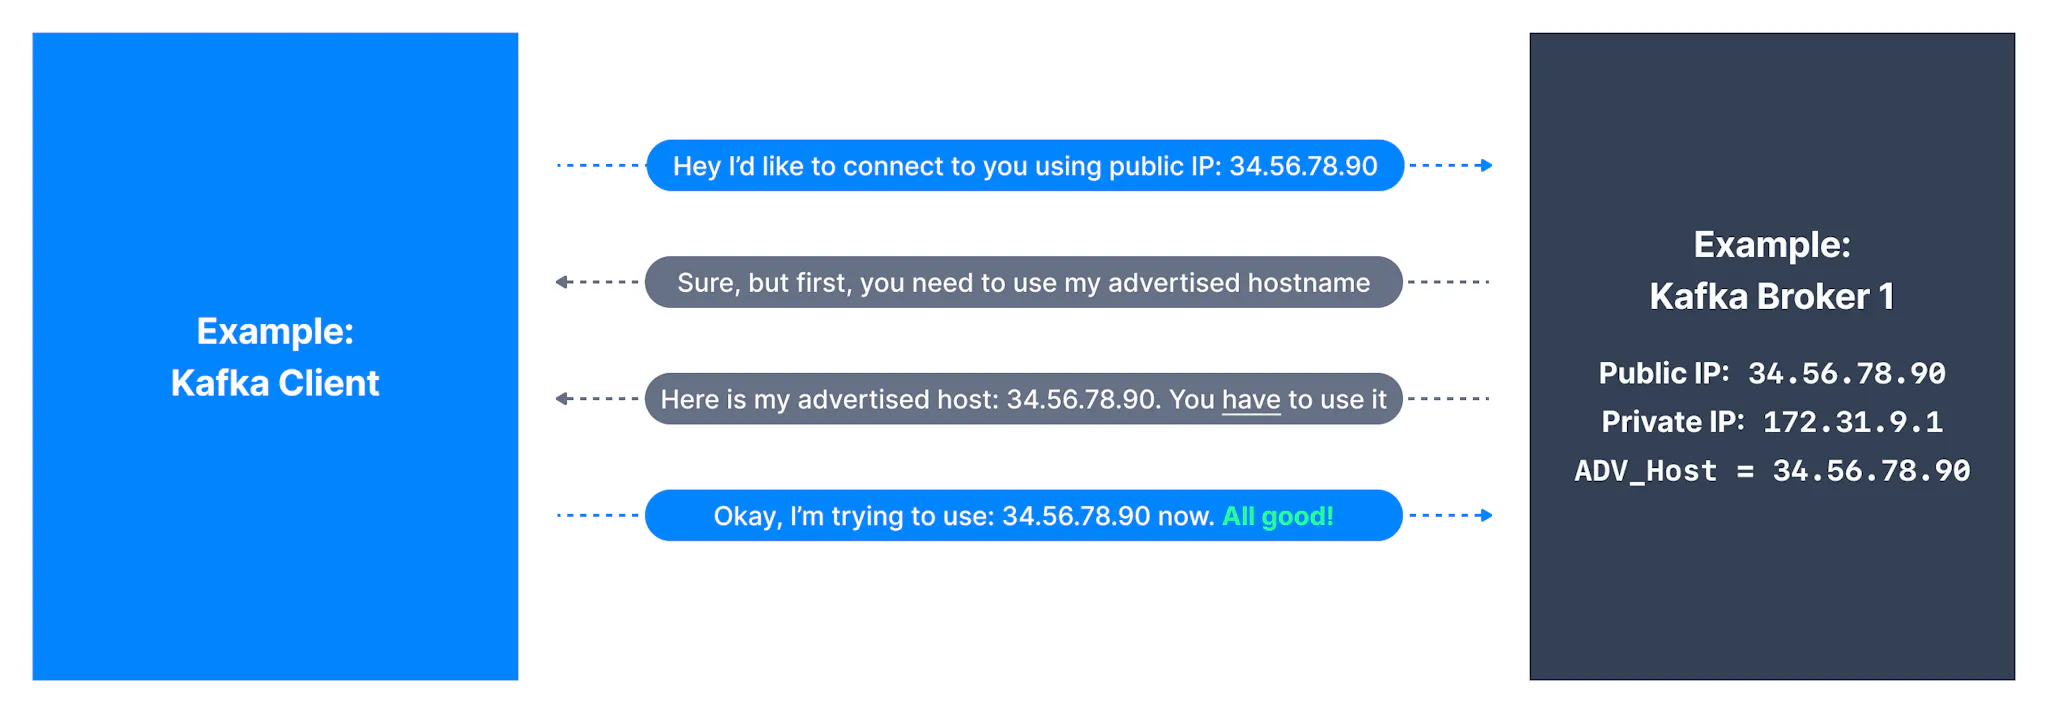 Example:
Kafka Client
Hey I’d like to connect to you using public IP: 34.56.78.90
Sure, but first, you need to use my advertised hostname
Here is my advertised host: 34.56.78.90. You have to use it
Okay, I’m trying to use: 34.56.78.90 now. All good!
Example:
Kafka Broker 1
Public IP: 34.56.78.90
Private IP: 172.31.9.1
ADV_Host = 34.56.78.90